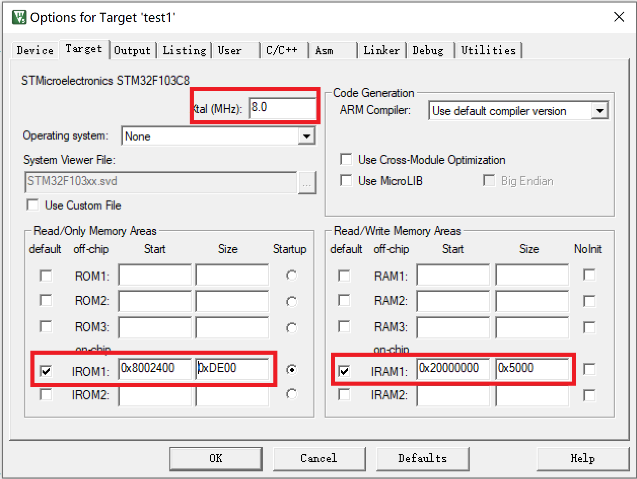 Options for Target 'test1'
Device Target Output Listing User C/C++ Asm Linker Debug Utilities
STMicroelectronics STM32F103C8
Xtal (MHz): 8.0
Operating system: None
System Viewer File:
STM32F103xx.svd ...
Use Custom File
Code Generation
ARM Compiler: Use default compiler version
Use Cross-Module Optimization
Use MicroLIB Big Endian
Read/Only Memory Areas
default off-chip Start Size Startup
ROM1:
ROM2:
ROM3:
on-chip
IROM1: 0x8002400 0xDE00
IROM2:
Read/Write Memory Areas
default off-chip Start Size NoInit
RAM1:
RAM2:
RAM3:
on-chip
IRAM1: 0x20000000 0x5000
IRAM2:
OK Cancel Defaults Help